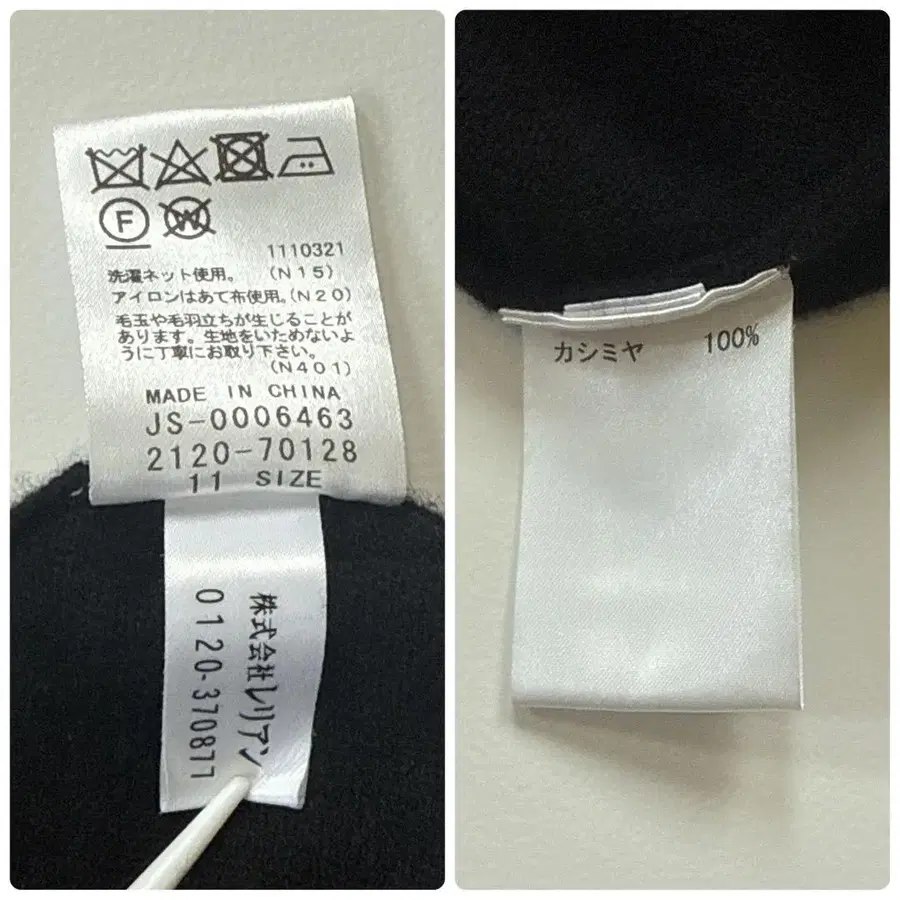 F
W
1110321
洗濯ネット使用。 (N15)
アイロンはあて布使用。(N20)
毛玉や毛羽立ちが生じることが
あります。生地をいためないよ
うに丁寧にお取り下さい。
(N401)
MADE IN CHINA
JS-0006463
2120-70128
11 SIZE
株式会社レリアン
0120-370877
カシミヤ 100%